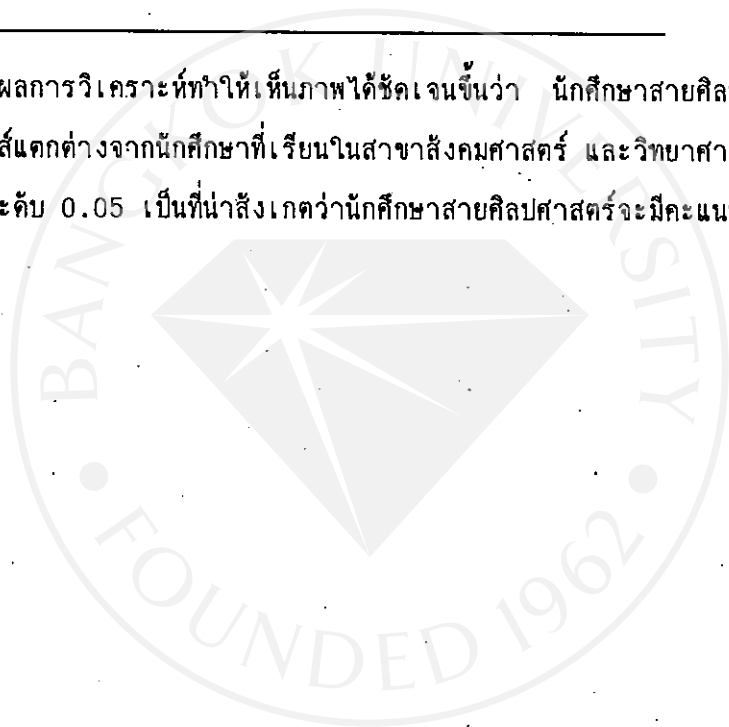 ผลการวิเคราะห์ทำให้เห็นภาพได้ชัดเจนขึ้นว่า นักศึกษาสายศิล
ส์แตกต่างจากนักศึกษาที่เรียนในสาขาสังคมศาสตร์ และวิทยาศา
ะดับ 0.05 เป็นที่น่าสังเกตว่านักศึกษาสายศิลปศาสตร์จะมีคะแน
BANGKOK UNIVERSITY
FOUNDED 1962